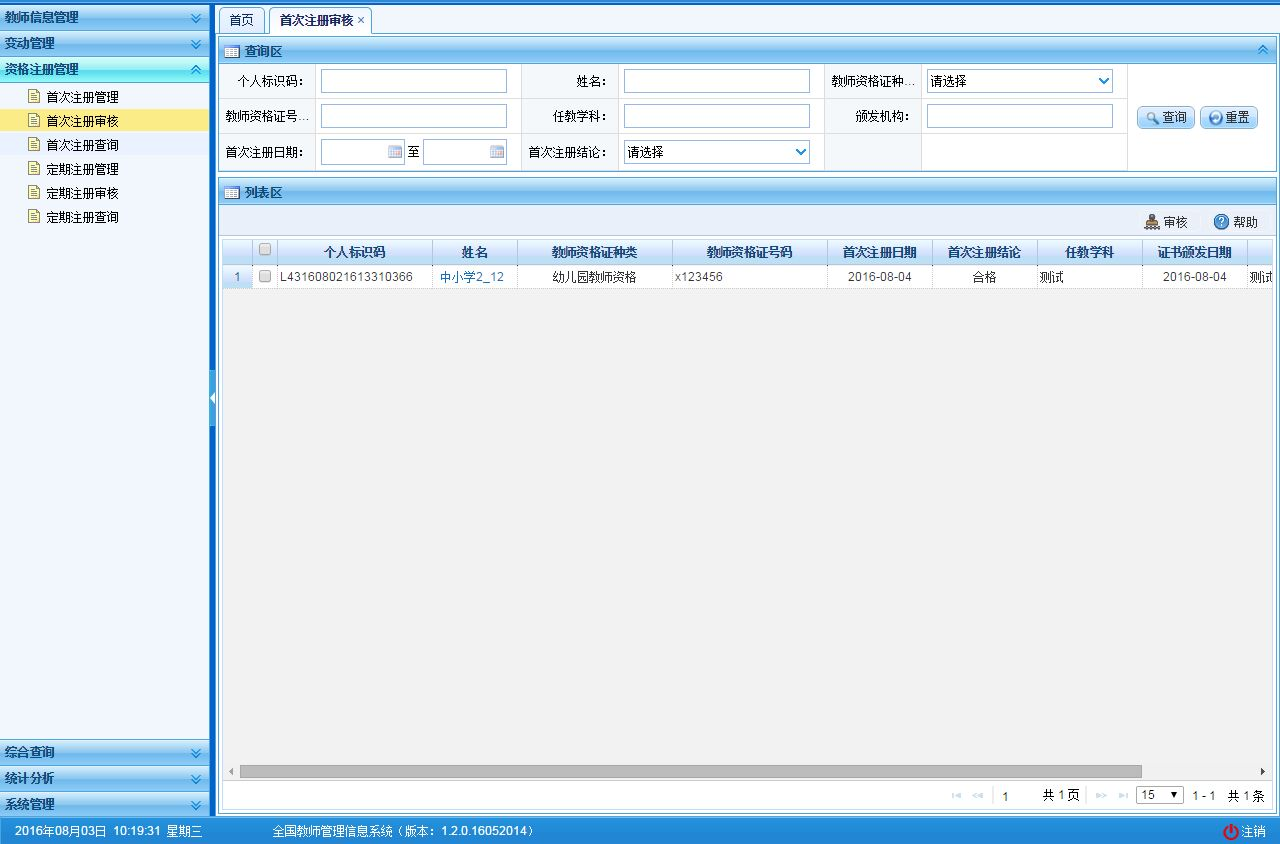 教师信息管理
变动管理
资格注册管理
首次注册管理
首次注册审核
首次注册查询
定期注册管理
定期注册审核
定期注册查询
综合查询
统计分析
系统管理
首页 首次注册审核 ×
查询区
个人标识码： 姓名： 教师资格证种... 请选择
教师资格证号... 任教学科： 颁发机构： 查询 重置
首次注册日期： 至 首次注册结论： 请选择
列表区
审核 帮助
个人标识码 姓名 教师资格证种类 教师资格证号码 首次注册日期 首次注册结论 任教学科 证书颁发日期
1 L431608021613310366 中小学2_12 幼儿园教师资格 x123456 2016-08-04 合格 测试 2016-08-04 测试
1 共 1 页 15 1 - 1 共 1 条
2016年08月03日 10:19:31 星期三 全国教师管理信息系统（版本：1.2.0.16052014） 注销